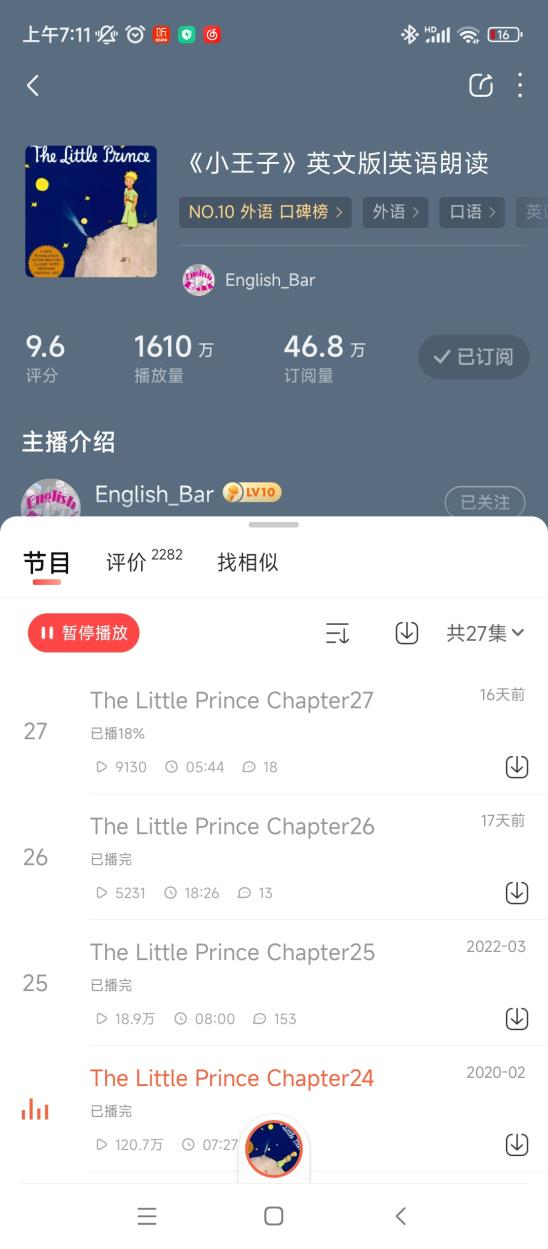 上午7:11
HD
16
The Little Prince
《小王子》英文版|英语朗读
NO.10 外语 口碑榜
外语
口语
English_Bar
9.6
1610 万
46.8 万
已订阅
评分
播放量
订阅量
主播介绍
English
English_Bar
LV10
已关注
节目
评价 2282
找相似
暂停播放
共27集
The Little Prince Chapter27
16天前
27
已播18%
9130
05:44
18
The Little Prince Chapter26
17天前
26
已播完
5231
18:26
13
The Little Prince Chapter25
2022-03
25
已播完
18.9万
08:00
153
The Little Prince Chapter24
2020-02
已播完
120.7万
07:27